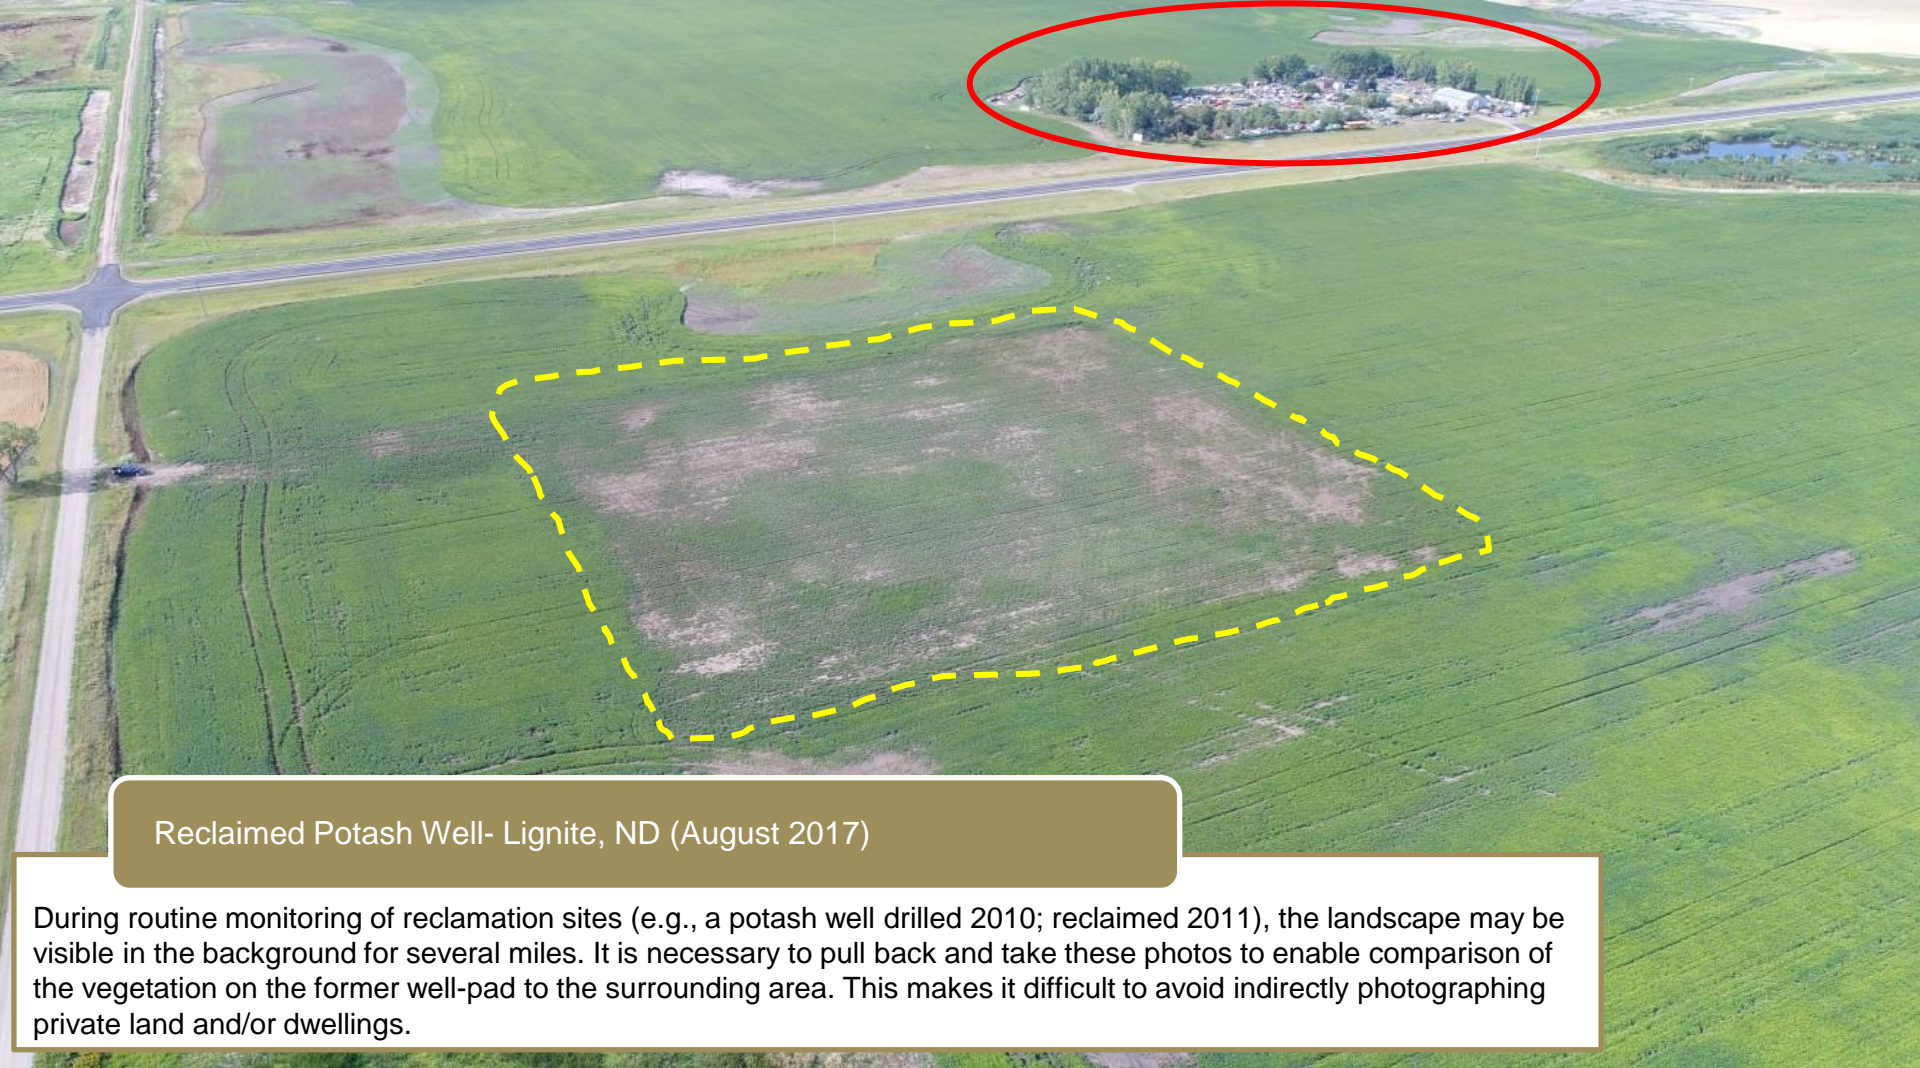 Reclaimed Potash Well- Lignite, ND (August 2017)
During routine monitoring of reclamation sites (e.g., a potash well drilled 2010; reclaimed 2011), the landscape may be
visible in the background for several miles. It is necessary to pull back and take these photos to enable comparison of
the vegetation on the former well-pad to the surrounding area. This makes it difficult to avoid indirectly photographing
private land and/or dwellings.